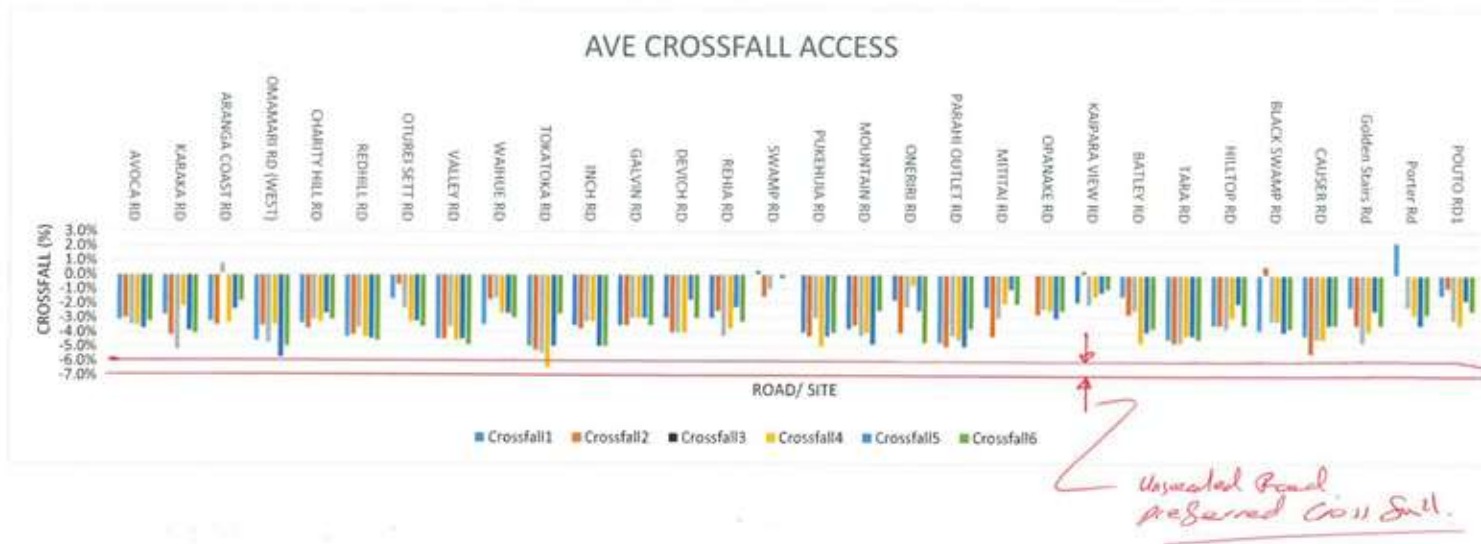 AVE CROSSFALL ACCESS
AVOCA RD
KARAKA RD
ARANGA COAST RD
OMAMARI RD (WEST)
CHARITY HILL RD
REDHILL RD
OTUREI SETT RD
VALLEY RD
WAIHUE RD
TOKATOKA RD
INCH RD
GALVIN RD
DEVICH RD
REHIA RD
SWAMP RD
PUKEHUIA RD
MOUNTAIN RD
ONERIRI RD
PARAHI OUTLET RD
MITITAI RD
OPANAKE RD
KAIPARA VIEW RD
BATLEY RD
TARA RD
HILLTOP RD
BLACK SWAMP RD
CAUSER RD
Golden Stairs Rd
Porter Rd
POUTO RD1
CROSSFALL (%)
3.0%
2.0%
1.0%
0.0%
-1.0%
-2.0%
-3.0%
-4.0%
-5.0%
-6.0%
-7.0%
ROAD/ SITE
Crossfall1 Crossfall2 Crossfall3 Crossfall4 Crossfall5 Crossfall6
Unsealed Road
preferred Cross fall.